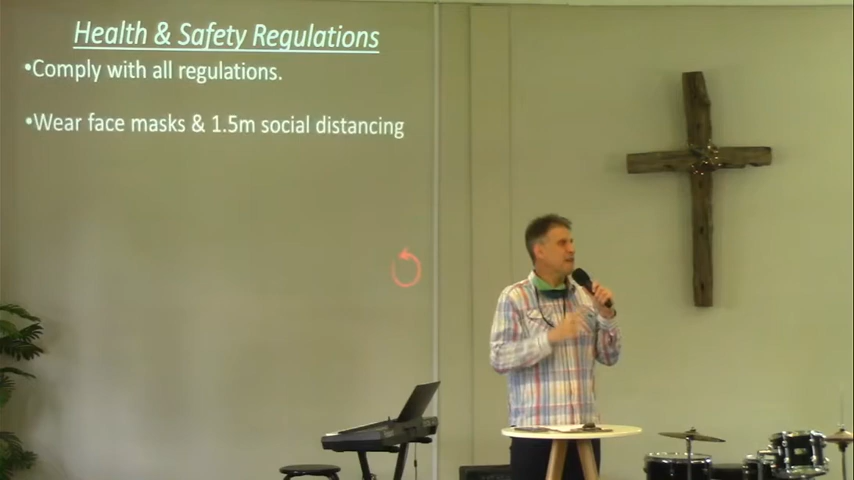 Health & Safety Regulations
•Comply with all regulations.
•Wear face masks & 1.5m social distancing